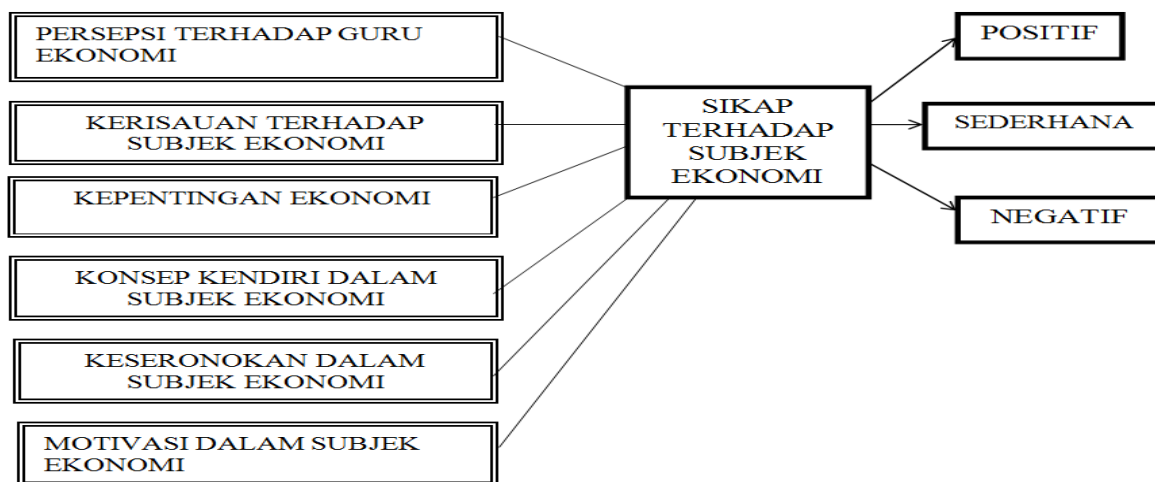 PERSEPSI TERHADAP GURU
EKONOMI
KERISAUAN TERHADAP
SUBJEK EKONOMI
KEPENTINGAN EKONOMI
KONSEP KENDIRI DALAM
SUBJEK EKONOMI
KESERONOKAN DALAM
SUBJEK EKONOMI
MOTIVASI DALAM SUBJEK
EKONOMI
SIKAP
TERHADAP
SUBJEK
EKONOMI
POSITIF
SEDERHANA
NEGATIF